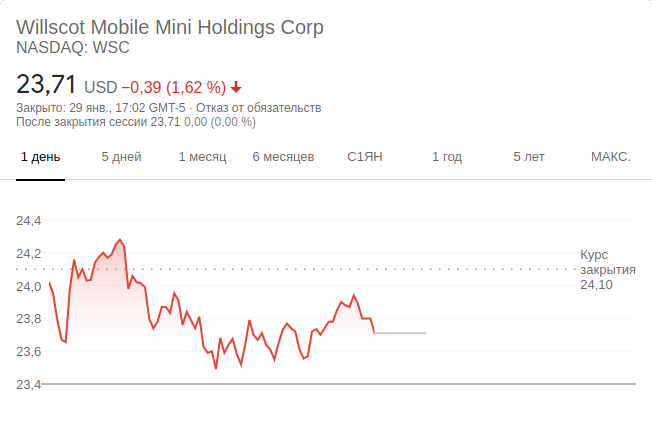 Willscot Mobile Mini Holdings Corp
NASDAQ: WSC
23,71 USD −0,39 (1,62 %)
Закрыто: 29 янв., 17:02 GMT-5 · Отказ от обязательств
После закрытия сессии 23,71 0,00 (0,00 %)
1 день 5 дней 1 месяц 6 месяцев С1ЯН 1 год 5 лет МАКС.
24,4
24,2
24,0
23,8
23,6
23,4
Курс
закрытия
24,10